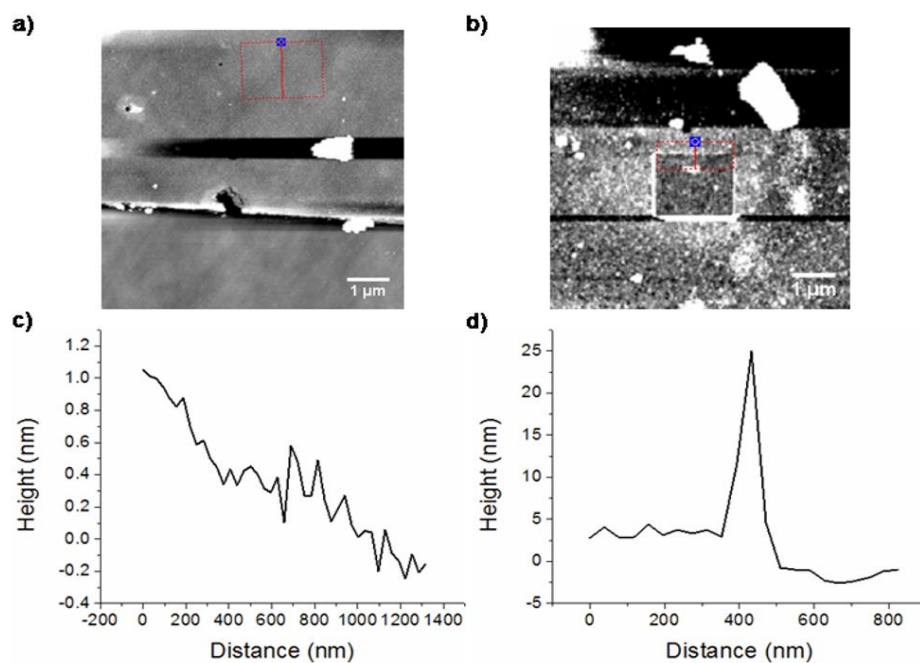 a)
b)
1 µm
1 µm
c)
d)
1.2
1.0
0.8
0.6
0.4
0.2
0.0
-0.2
-0.4
Height (nm)
-200 0 200 400 600 800 1000 1200 1400
Distance (nm)
25
20
15
10
5
0
-5
Height (nm)
0 200 400 600 800
Distance (nm)